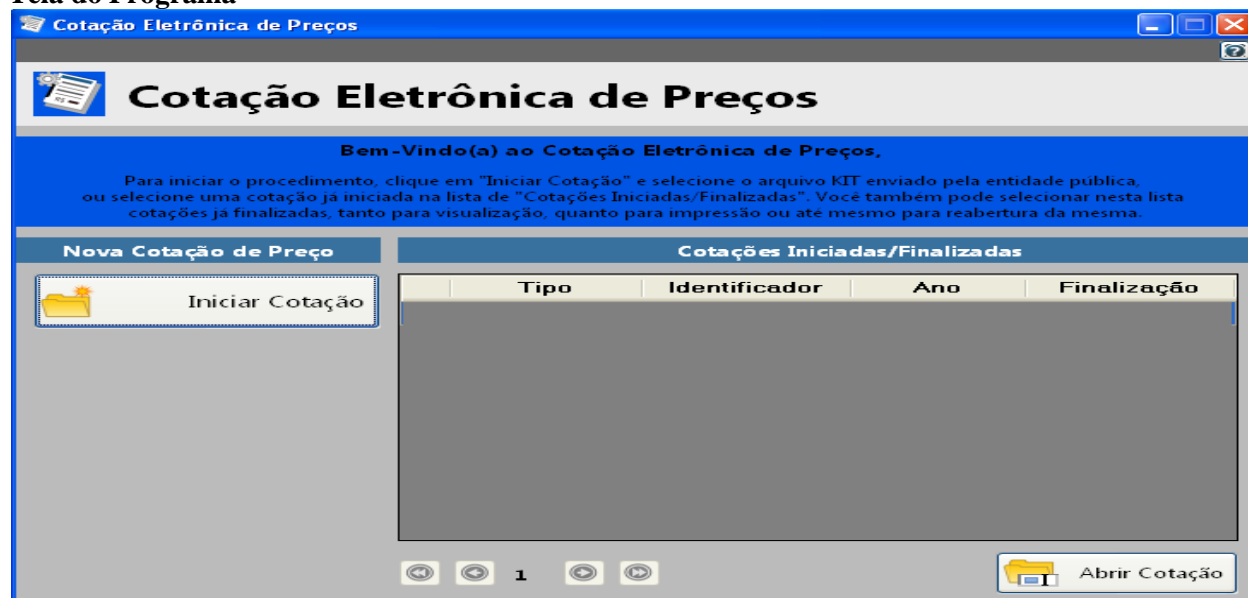 Tela do Programa
Cotação Eletrônica de Preços
Cotação Eletrônica de Preços
Bem-Vindo(a) ao Cotação Eletrônica de Preços,
Para iniciar o procedimento, clique em "Iniciar Cotação" e selecione o arquivo KIT enviado pela entidade pública,
ou selecione uma cotação já iniciada na lista de "Cotações Iniciadas/Finalizadas". Você também pode selecionar nesta lista
cotações já finalizadas, tanto para visualização, quanto para impressão ou até mesmo para reabertura da mesma.
Nova Cotação de Preço
Cotações Iniciadas/Finalizadas
Iniciar Cotação
Tipo Identificador Ano Finalização
1
Abrir Cotação